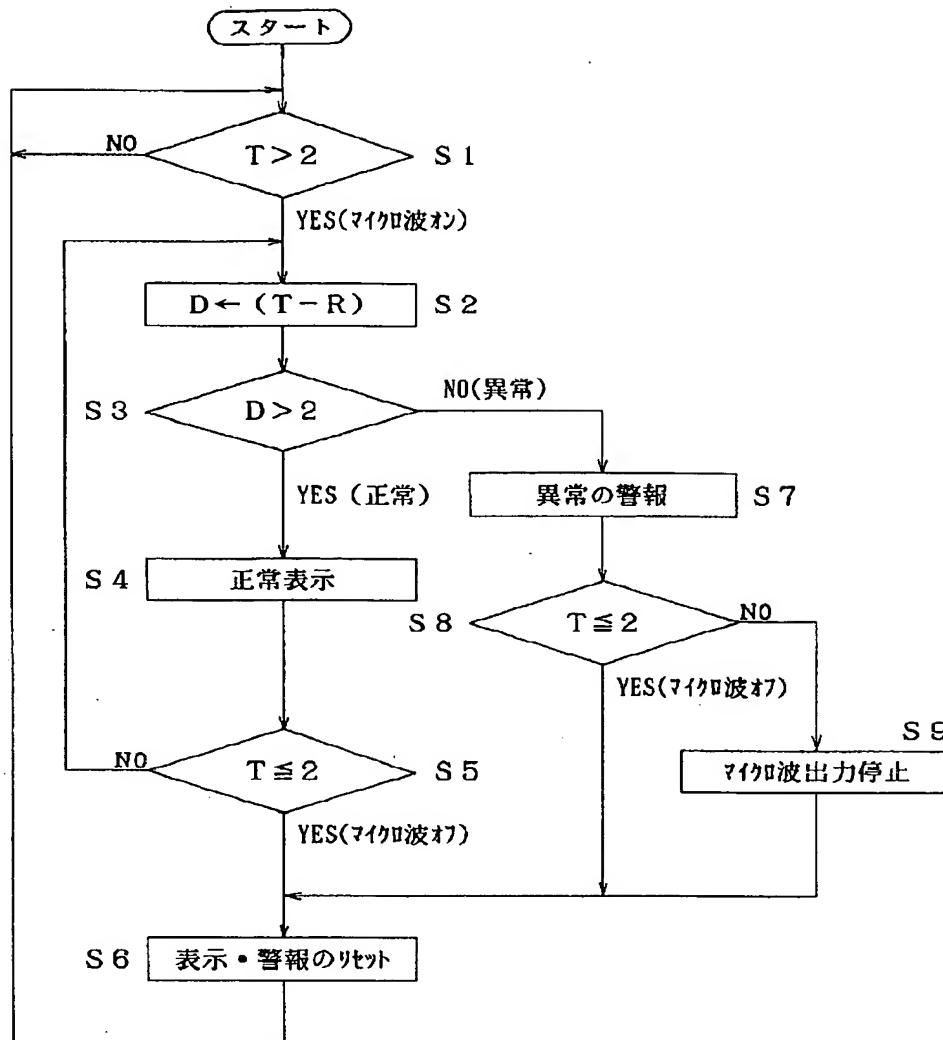 スタート
NO
T>2
S1
YES(マイクロ波オン)
D←(T-R)
S2
S3
D>2
NO(異常)
YES(正常)
異常の警報
S7
S4
正常表示
S8
T≦2
NO
YES(マイクロ波オフ)
S9
マイクロ波出力停止
NO
T≦2
S5
YES(マイクロ波オフ)
S6
表示・警報のリセット